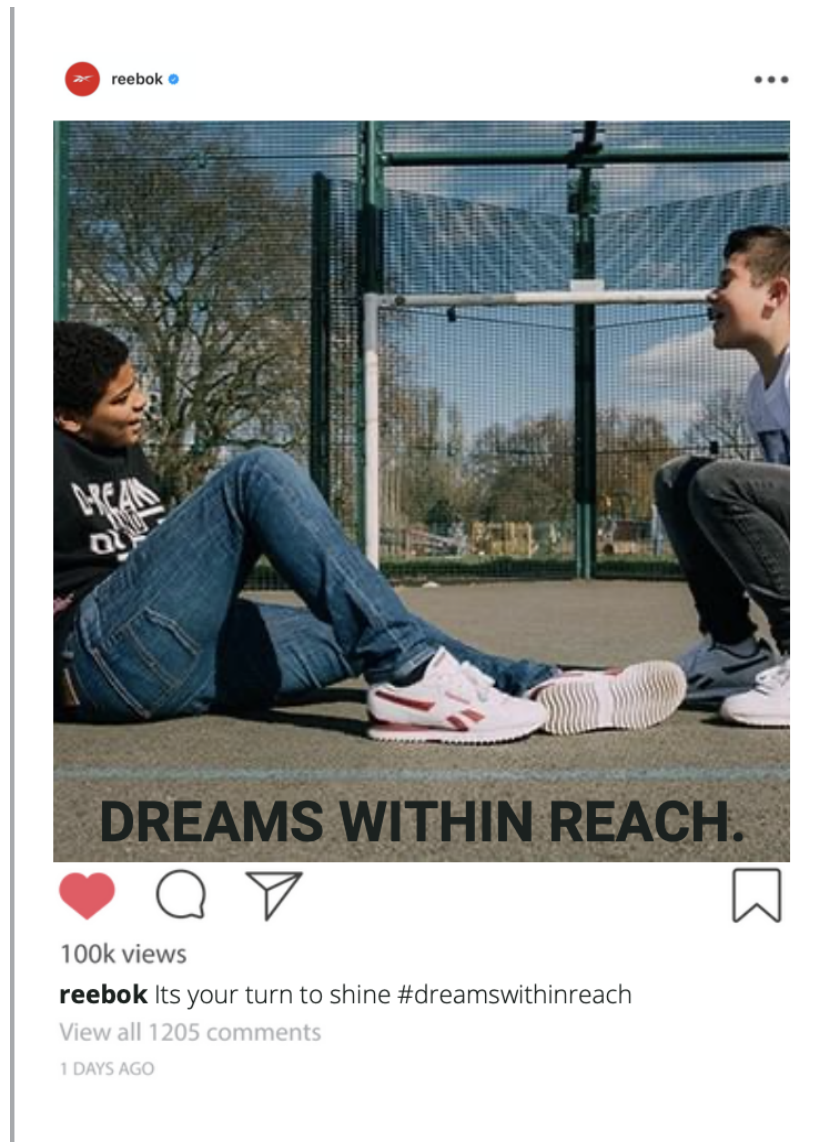 reebok
DREAM
DREAMS WITHIN REACH.
100k views
reebok Its your turn to shine #dreamswithinreach
View all 1205 comments
1 DAYS AGO